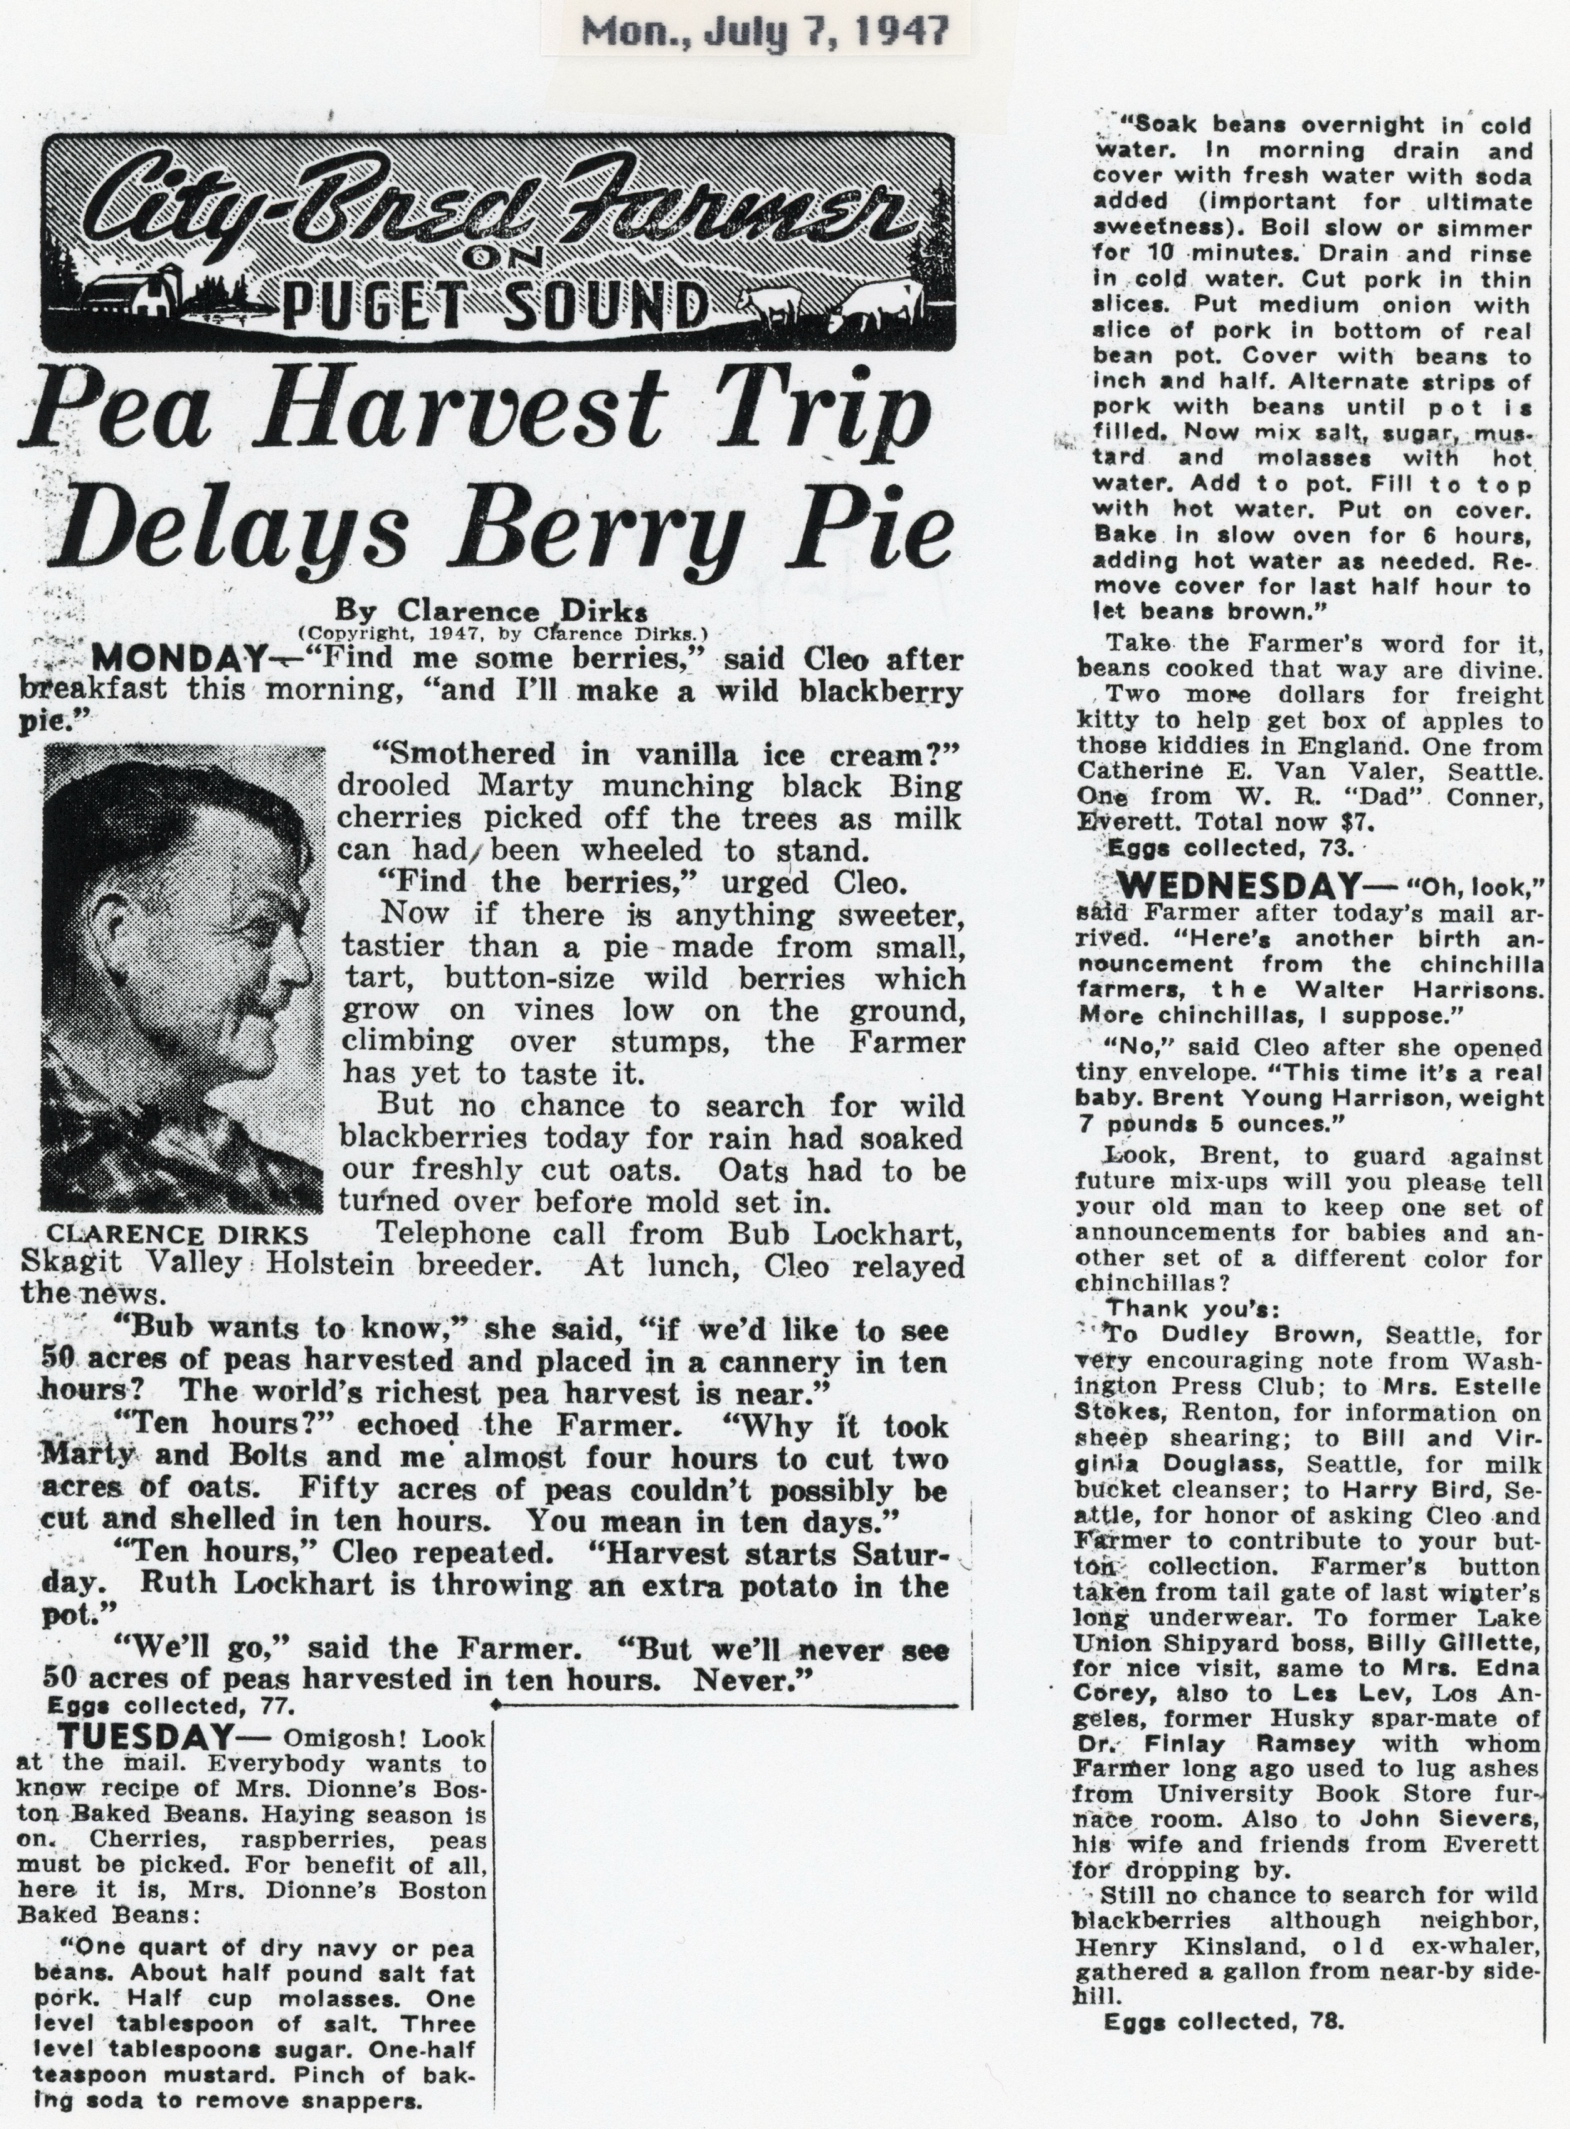 Mon., July 7, 1947
City-Bred Farmer
ON
PUGET SOUND
Pea Harvest Trip
Delays Berry Pie
By Clarence Dirks
(Copyright, 1947, by Clarence Dirks.)
MONDAY—“Find me some berries,” said Cleo after
breakfast this morning, “and I’ll make a wild blackberry
pie.”
“Smothered in vanilla ice cream?”
drooled Marty munching black Bing
cherries picked off the trees as milk
can had been wheeled to stand.
“Find the berries,” urged Cleo.
Now if there is anything sweeter,
tastier than a pie made from small,
tart, button-size wild berries which
grow on vines low on the ground,
climbing over stumps, the Farmer
has yet to taste it.
But no chance to search for wild
blackberries today for rain had soaked
our freshly cut oats. Oats had to be
turned over before mold set in.
CLARENCE DIRKS
Telephone call from Bub Lockhart,
Skagit Valley Holstein breeder. At lunch, Cleo relayed
the news.
“Bub wants to know,” she said, “if we’d like to see
50 acres of peas harvested and placed in a cannery in ten
hours? The world’s richest pea harvest is near.”
“Ten hours?” echoed the Farmer. “Why it took
Marty and Bolts and me almost four hours to cut two
acres of oats. Fifty acres of peas couldn’t possibly be
cut and shelled in ten hours. You mean in ten days.”
“Ten hours,” Cleo repeated. “Harvest starts Satur-
day. Ruth Lockhart is throwing an extra potato in the
pot.”
“We’ll go,” said the Farmer. “But we’ll never see
50 acres of peas harvested in ten hours. Never.”
Eggs collected, 77.
TUESDAY— Omigosh! Look
at the mail. Everybody wants to
know recipe of Mrs. Dionne’s Bos-
ton Baked Beans. Haying season is
on. Cherries, raspberries, peas
must be picked. For benefit of all,
here it is, Mrs. Dionne’s Boston
Baked Beans:
“One quart of dry navy or pea
beans. About half pound salt fat
pork. Half cup molasses. One
level tablespoon of salt. Three
level tablespoons sugar. One-half
teaspoon mustard. Pinch of bak-
ing soda to remove snappers.
“Soak beans overnight in cold
water. In morning drain and
cover with fresh water with soda
added (important for ultimate
sweetness). Boil slow or simmer
for 10 minutes. Drain and rinse
in cold water. Cut pork in thin
slices. Put medium onion with
slice of pork in bottom of real
bean pot. Cover with beans to
inch and half. Alternate strips of
pork with beans until pot is
filled. Now mix salt, sugar, mus-
tard and molasses with hot
water. Add to pot. Fill to top
with hot water. Put on cover.
Bake in slow oven for 6 hours,
adding hot water as needed. Re-
move cover for last half hour to
let beans brown.”
Take the Farmer’s word for it,
beans cooked that way are divine.
Two more dollars for freight
kitty to help get box of apples to
those kiddies in England. One from
Catherine E. Van Valer, Seattle.
One from W. R. “Dad” Conner,
Everett. Total now $7.
Eggs collected, 73.
WEDNESDAY— “Oh, look,”
said Farmer after today’s mail ar-
rived. “Here’s another birth an-
nouncement from the chinchilla
farmers, the Walter Harrisons.
More chinchillas, I suppose.”
“No,” said Cleo after she opened
tiny envelope. “This time it’s a real
baby. Brent Young Harrison, weight
7 pounds 5 ounces.”
Look, Brent, to guard against
future mix-ups will you please tell
your old man to keep one set of
announcements for babies and an-
other set of a different color for
chinchillas?
Thank you’s:
To Dudley Brown, Seattle, for
very encouraging note from Wash-
ington Press Club; to Mrs. Estelle
Stokes, Renton, for information on
sheep shearing; to Bill and Vir-
ginia Douglass, Seattle, for milk
bucket cleanser; to Harry Bird, Se-
attle, for honor of asking Cleo and
Farmer to contribute to your but-
ton collection. Farmer’s button
taken from tail gate of last winter’s
long underwear. To former Lake
Union Shipyard boss, Billy Gillette,
for nice visit, same to Mrs. Edna
Corey, also to Les Lev, Los An-
geles, former Husky spar-mate of
Dr. Finlay Ramsey with whom
Farmer long ago used to lug ashes
from University Book Store fur-
nace room. Also to John Sievers,
his wife and friends from Everett
for dropping by.
Still no chance to search for wild
blackberries although neighbor,
Henry Kinsland, old ex-whaler,
gathered a gallon from near-by side-
hill.
Eggs collected, 78.